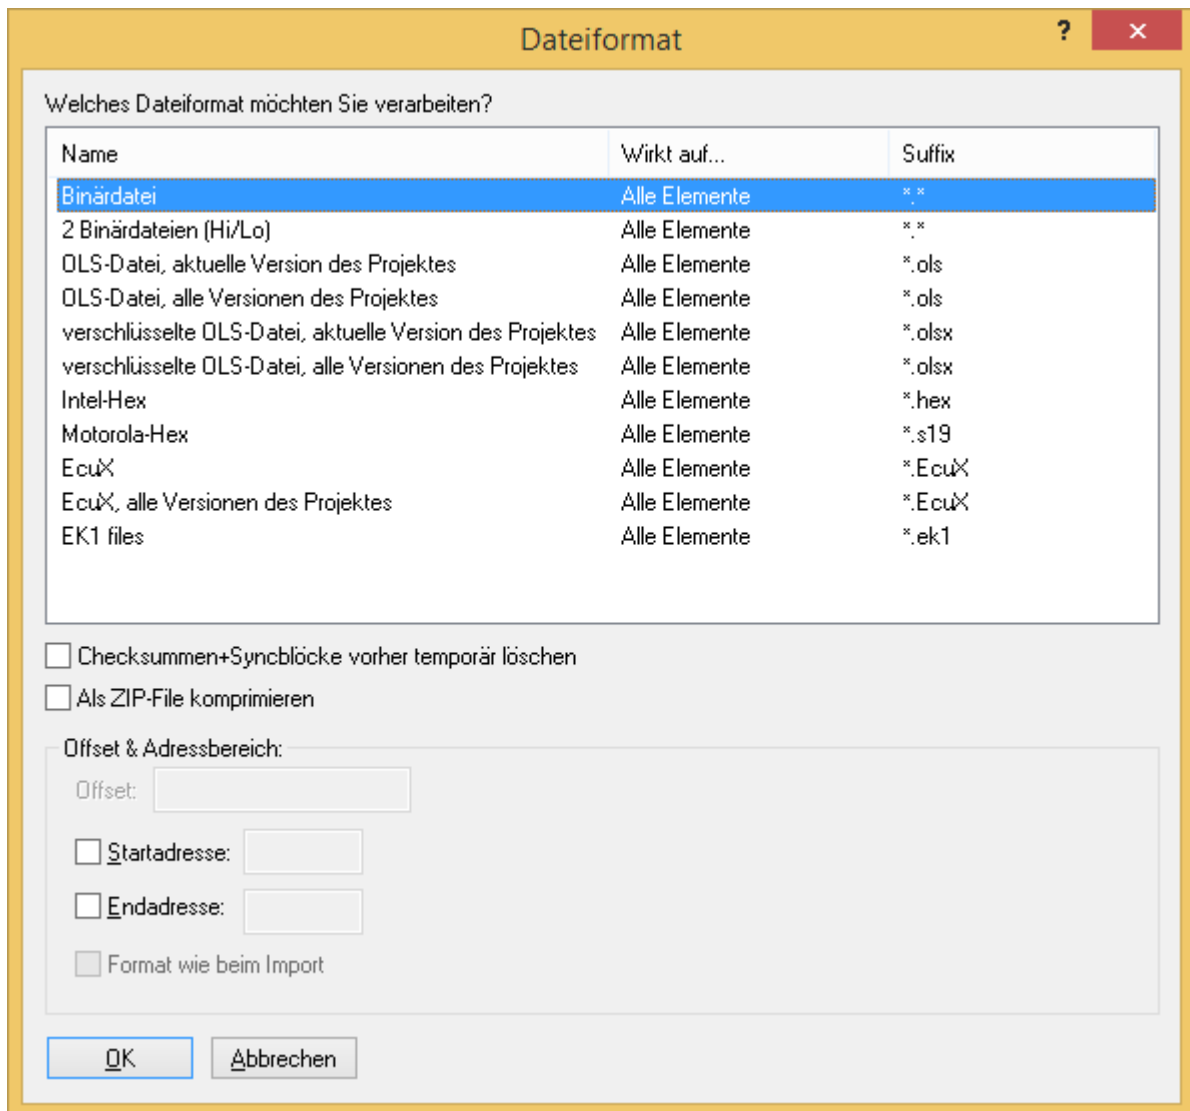 Dateiformat
?
Welches Dateiformat möchten Sie verarbeiten?
Name Wirkt auf... Suffix
Binärdatei Alle Elemente *.*
2 Binärdateien (Hi/Lo) Alle Elemente *.*
OLS-Datei, aktuelle Version des Projektes Alle Elemente *.ols
OLS-Datei, alle Versionen des Projektes Alle Elemente *.ols
verschlüsselte OLS-Datei, aktuelle Version des Projektes Alle Elemente *.olsx
verschlüsselte OLS-Datei, alle Versionen des Projektes Alle Elemente *.olsx
Intel-Hex Alle Elemente *.hex
Motorola-Hex Alle Elemente *.s19
EcuX Alle Elemente *.EcuX
EcuX, alle Versionen des Projektes Alle Elemente *.EcuX
EK1 files Alle Elemente *.ek1
Checksummen+Syncblöcke vorher temporär löschen
Als ZIP-File komprimieren
Offset & Adressbereich:
Offset:
Startadresse:
Endadresse:
Format wie beim Import
OK Abbrechen